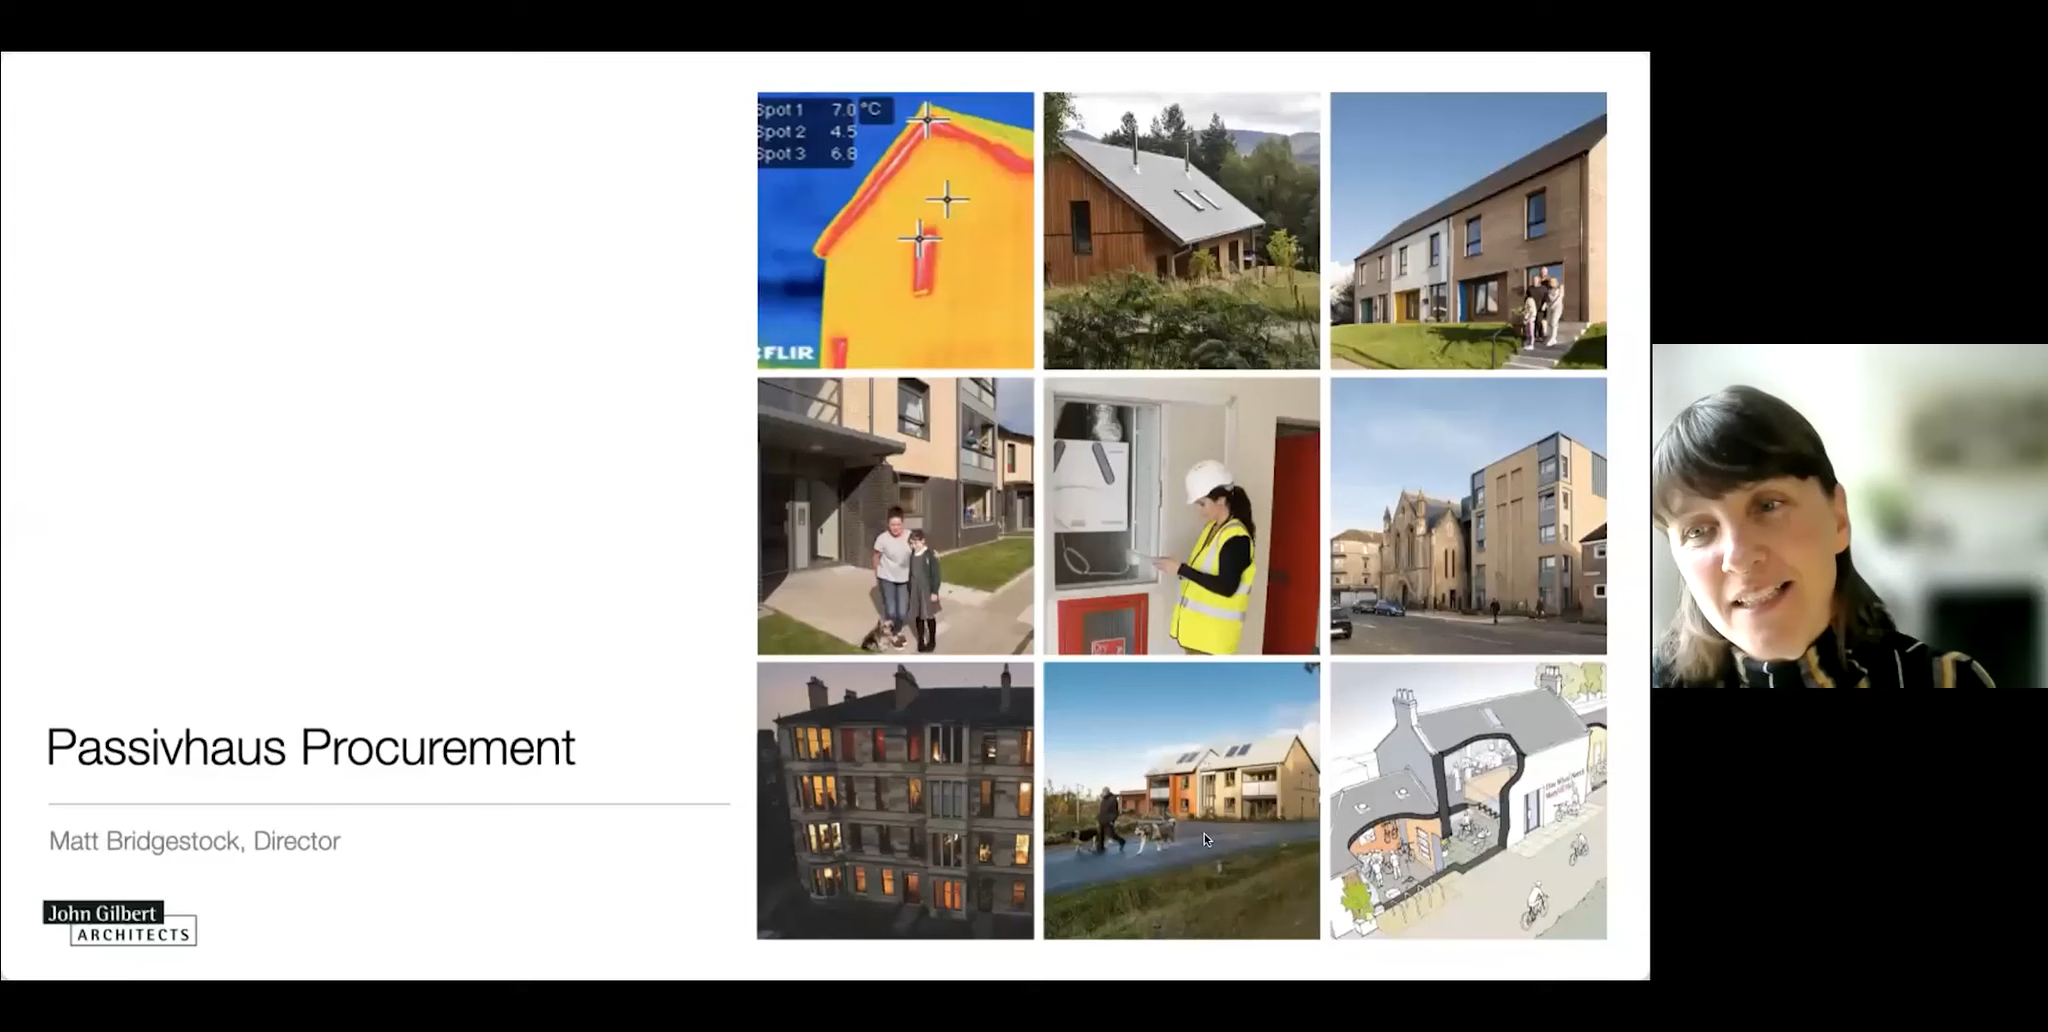 Spot 1 7.0 °C
Spot 2 4.5
Spot 3 6.8
FLIR
Passivhaus Procurement
Matt Bridgestock, Director
John Gilbert
ARCHITECTS